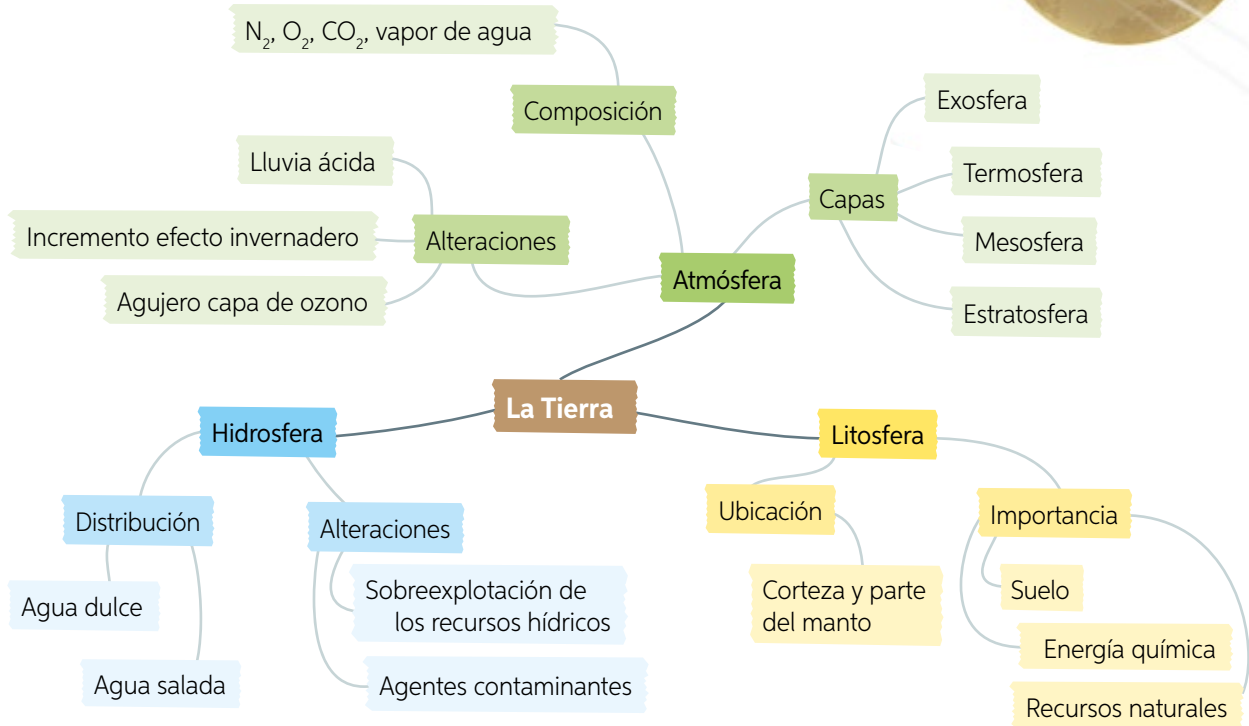 N₂, O₂, CO₂, vapor de agua
Composición
Lluvia ácida
Incremento efecto invernadero
Agujero capa de ozono
Alteraciones
Atmósfera
Capas
Exosfera
Termosfera
Mesosfera
Estratosfera
La Tierra
Hidrosfera
Distribución
Agua dulce
Agua salada
Alteraciones
Sobreexplotación de
los recursos hídricos
Agentes contaminantes
Litosfera
Ubicación
Corteza y parte
del manto
Importancia
Suelo
Energía química
Recursos naturales